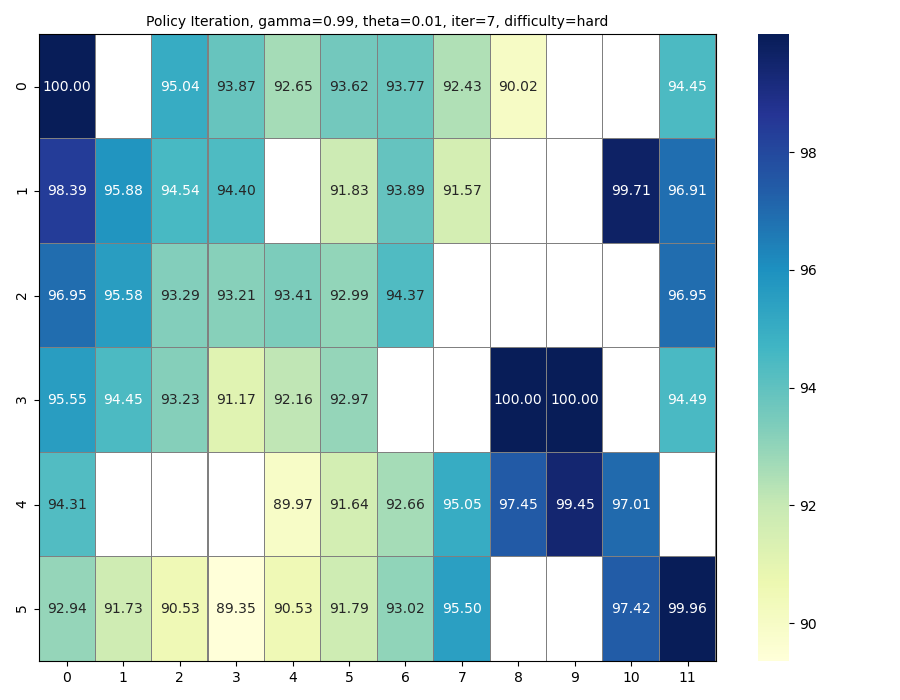 Policy Iteration, gamma=0.99, theta=0.01, iter=7, difficulty=hard
0 100.00 95.04 93.87 92.65 93.62 93.77 92.43 90.02 94.45
1 98.39 95.88 94.54 94.40 91.83 93.89 91.57 99.71 96.91
2 96.95 95.58 93.29 93.21 93.41 92.99 94.37 96.95
3 95.55 94.45 93.23 91.17 92.16 92.97 100.00 100.00 94.49
4 94.31 89.97 91.64 92.66 95.05 97.45 99.45 97.01
5 92.94 91.73 90.53 89.35 90.53 91.79 93.02 95.50 97.42 99.96
0 1 2 3 4 5 6 7 8 9 10 11
98
96
94
92
90